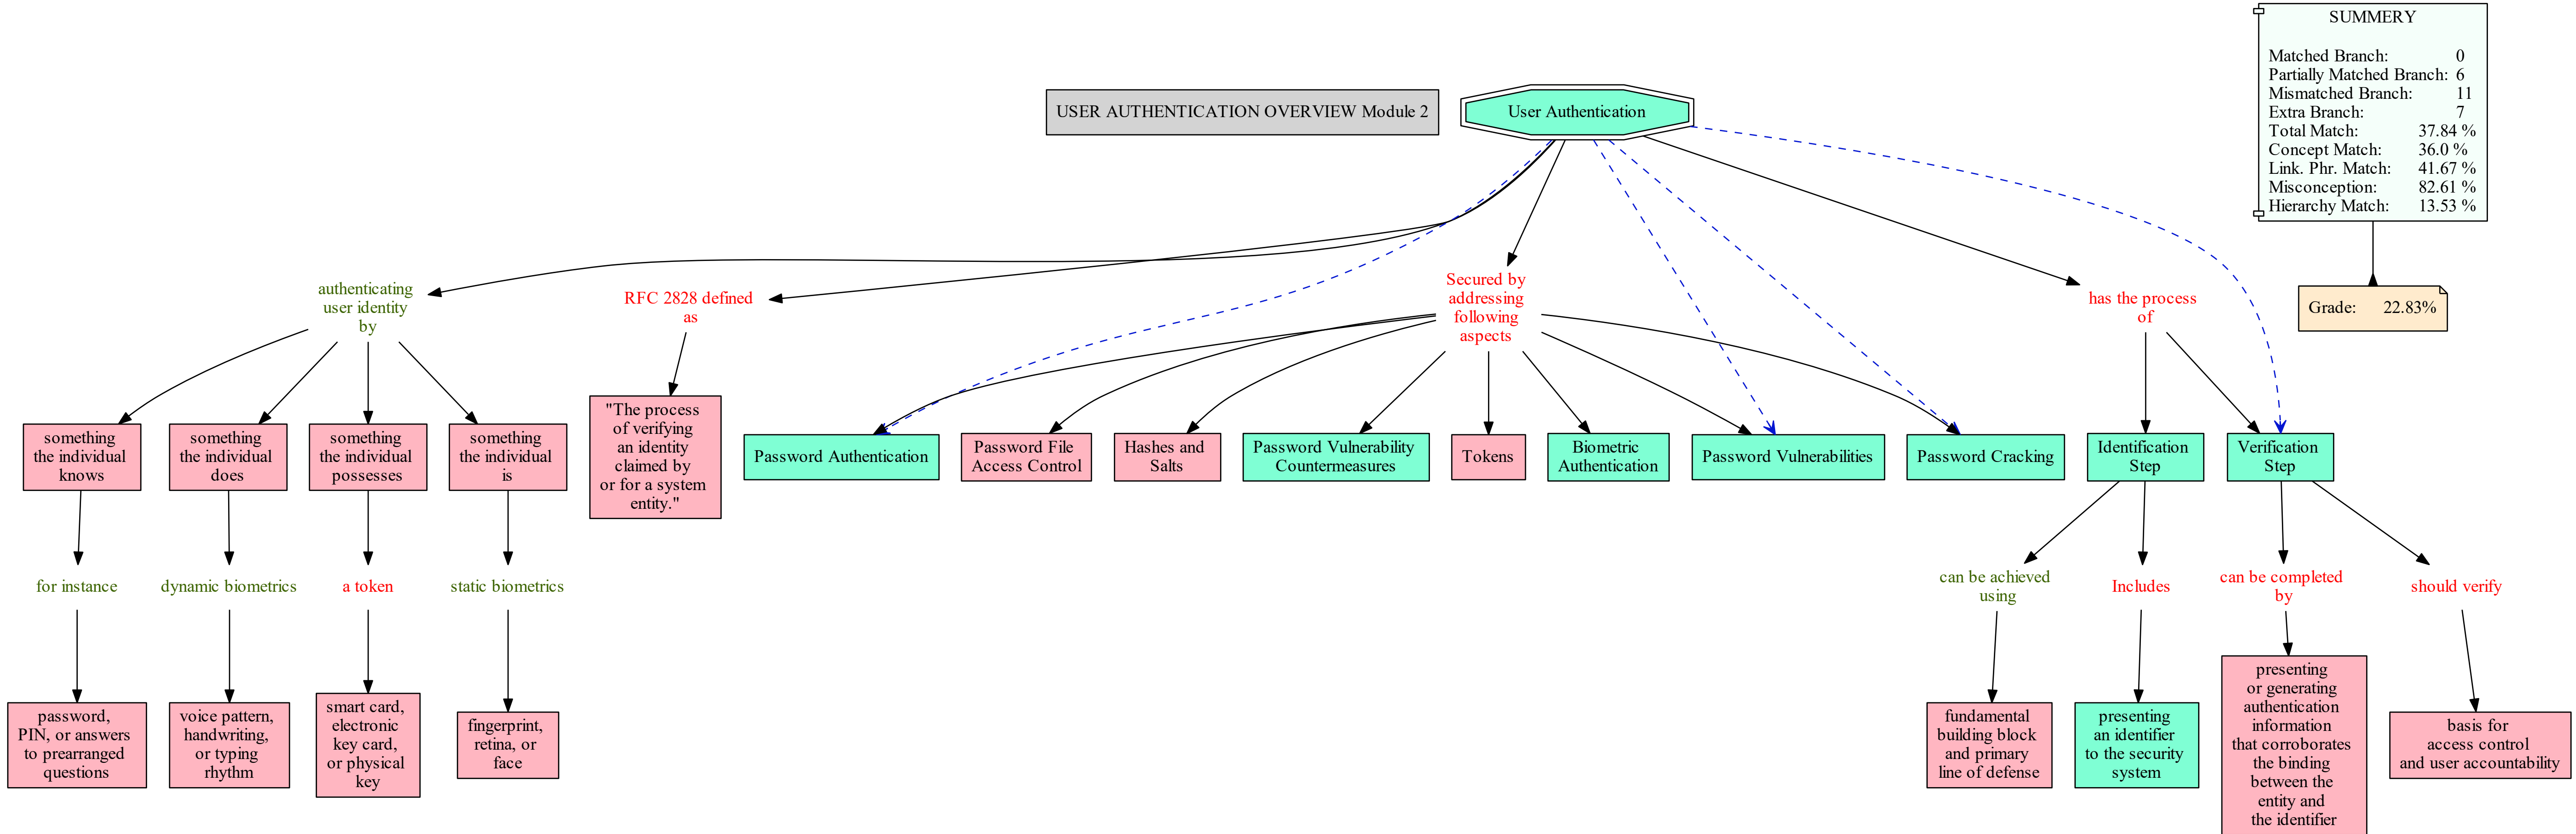 SUMMERY
Matched Branch: 0
Partially Matched Branch: 6
Mismatched Branch: 11
Extra Branch: 7
Total Match: 37.84 %
Concept Match: 36.0 %
Link. Phr. Match: 41.67 %
Misconception: 82.61 %
Hierarchy Match: 13.53 %
Grade: 22.83%
USER AUTHENTICATION OVERVIEW Module 2
User Authentication
authenticating
user identity
by
RFC 2828 defined
as
Secured by
addressing
following
aspects
has the process
of
something
the individual
knows
something
the individual
does
something
the individual
possesses
something
the individual
is
"The process
of verifying
an identity
claimed by
or for a system
entity."
Password Authentication
Password File
Access Control
Hashes and
Salts
Password Vulnerability
Countermeasures
Tokens
Biometric
Authentication
Password Vulnerabilities
Password Cracking
Identification
Step
Verification
Step
for instance
dynamic biometrics
a token
static biometrics
can be achieved
using
Includes
can be completed
by
should verify
password,
PIN, or answers
to prearranged
questions
voice pattern,
handwriting,
or typing
rhythm
smart card,
electronic
key card,
or physical
key
fingerprint,
retina, or
face
fundamental
building block
and primary
line of defense
presenting
an identifier
to the security
system
presenting
or generating
authentication
information
that corroborates
the binding
between the
entity and
the identifier
basis for
access control
and user accountability